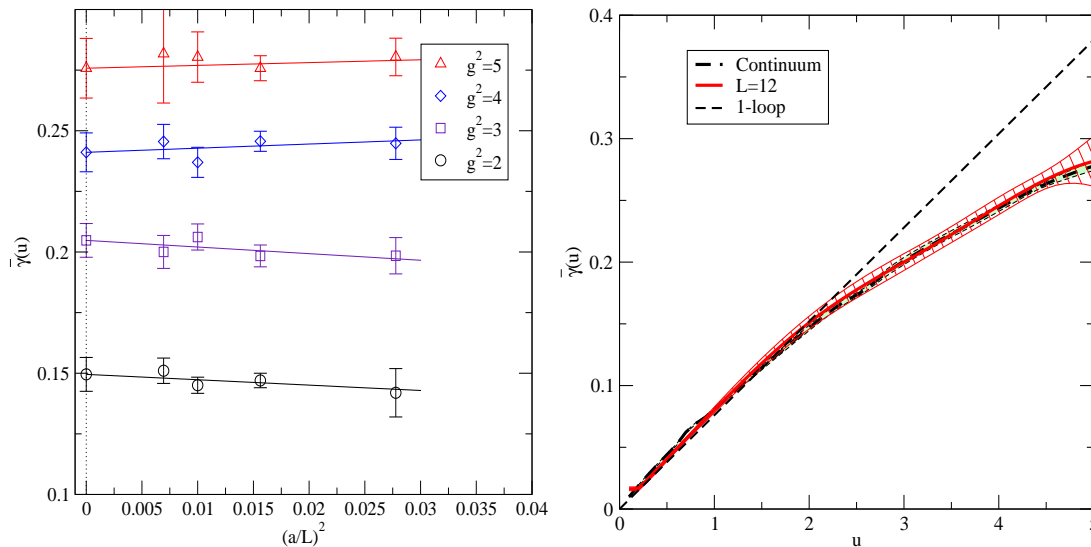 γ̄(u)
0.25
0.2
0.15
0.1
0
0.005
0.01
0.015
0.02
0.025
0.03
0.035
0.04
(a/L)²
g²=5
g²=4
g²=3
g²=2
γ̄(u)
0.4
0.3
0.2
0.1
0
0
1
2
3
4
5
u
Continuum
L=12
1-loop